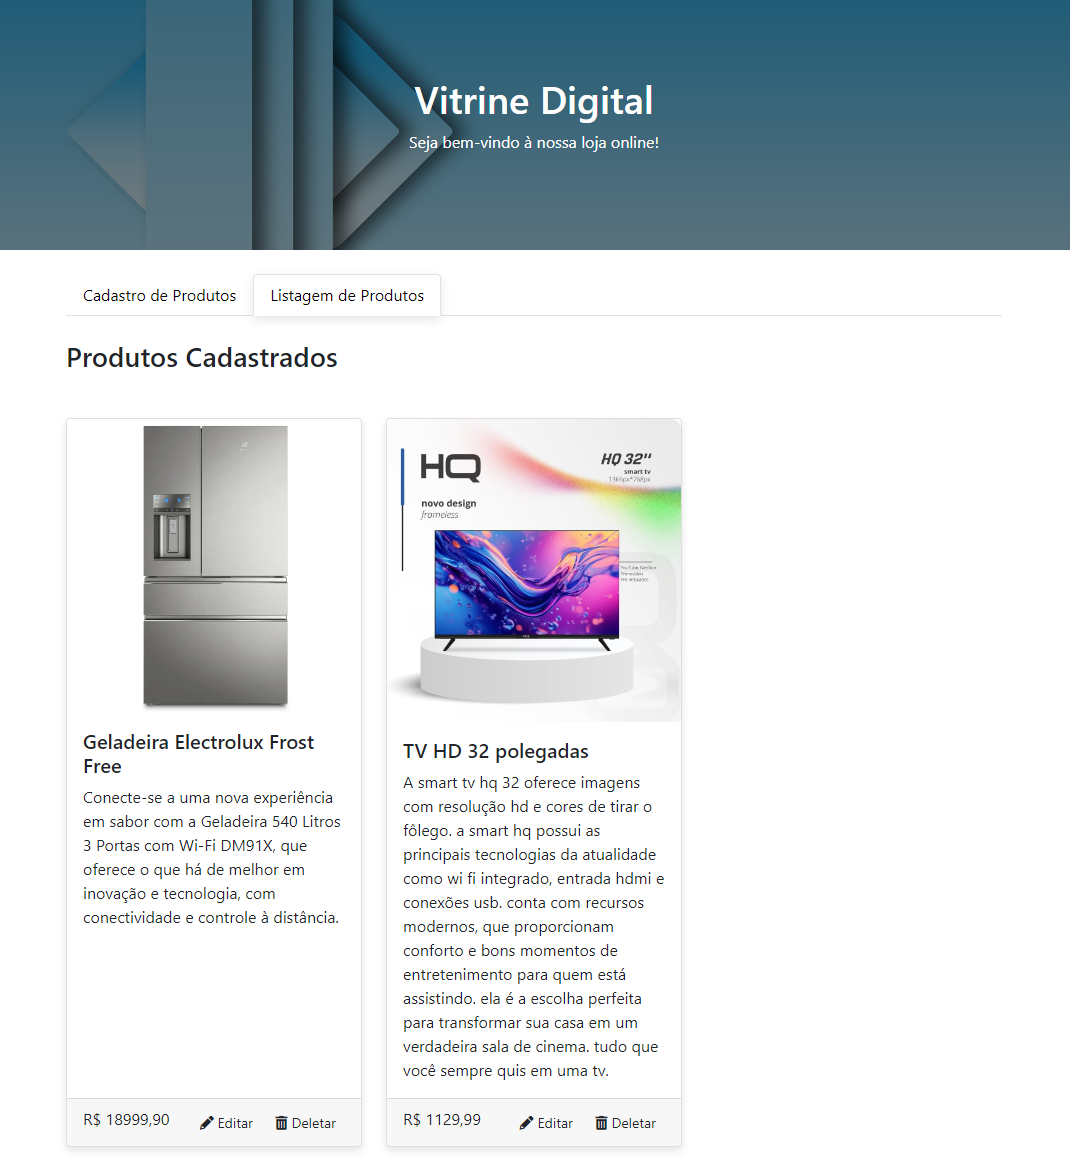 Vitrine Digital
Seja bem-vindo à nossa loja online!
Cadastro de Produtos
Listagem de Produtos
Produtos Cadastrados
Geladeira Electrolux Frost
Free
Conecte-se a uma nova experiência
em sabor com a Geladeira 540 Litros
3 Portas com Wi-Fi DM91X, que
oferece o que há de melhor em
inovação e tecnologia, com
conectividade e controle à distância.
R$ 18999,90
Editar
Deletar
HQ
HQ 32"
smart tv
1366px*768px
novo design
frameless
TV HD 32 polegadas
A smart tv hq 32 oferece imagens
com resolução hd e cores de tirar o
fôlego. a smart hq possui as
principais tecnologias da atualidade
como wi fi integrado, entrada hdmi e
conexões usb. conta com recursos
modernos, que proporcionam
conforto e bons momentos de
entretenimento para quem está
assistindo. ela é a escolha perfeita
para transformar sua casa em um
verdadeira sala de cinema. tudo que
você sempre quis em uma tv.
R$ 1129,99
Editar
Deletar